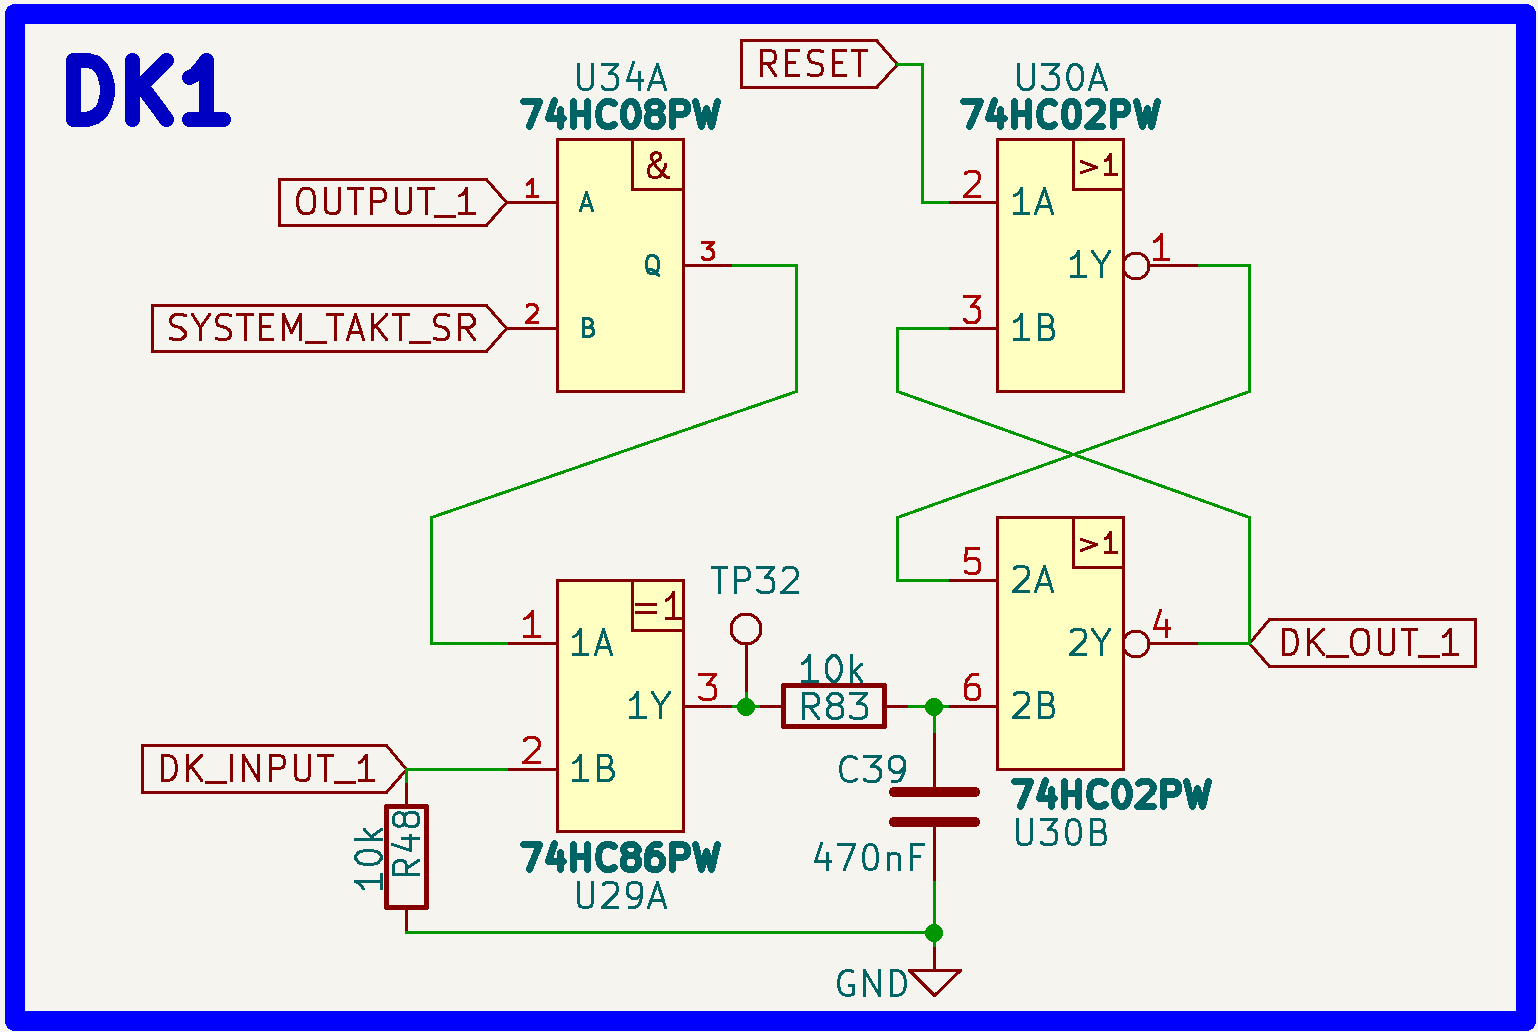 DK1
RESET
U34A
74HC08PW
U30A
74HC02PW
&
>1
OUTPUT_1
1
A
2
1A
3
Q
1Y
1
SYSTEM_TAKT_SR
2
B
3
1B
TP32
>1
5
2A
=1
1
1A
4
2Y
DK_OUT_1
10k
R83
3
1Y
6
2B
DK_INPUT_1
2
1B
C39
470nF
74HC02PW
U30B
10k
R48
74HC86PW
U29A
GND